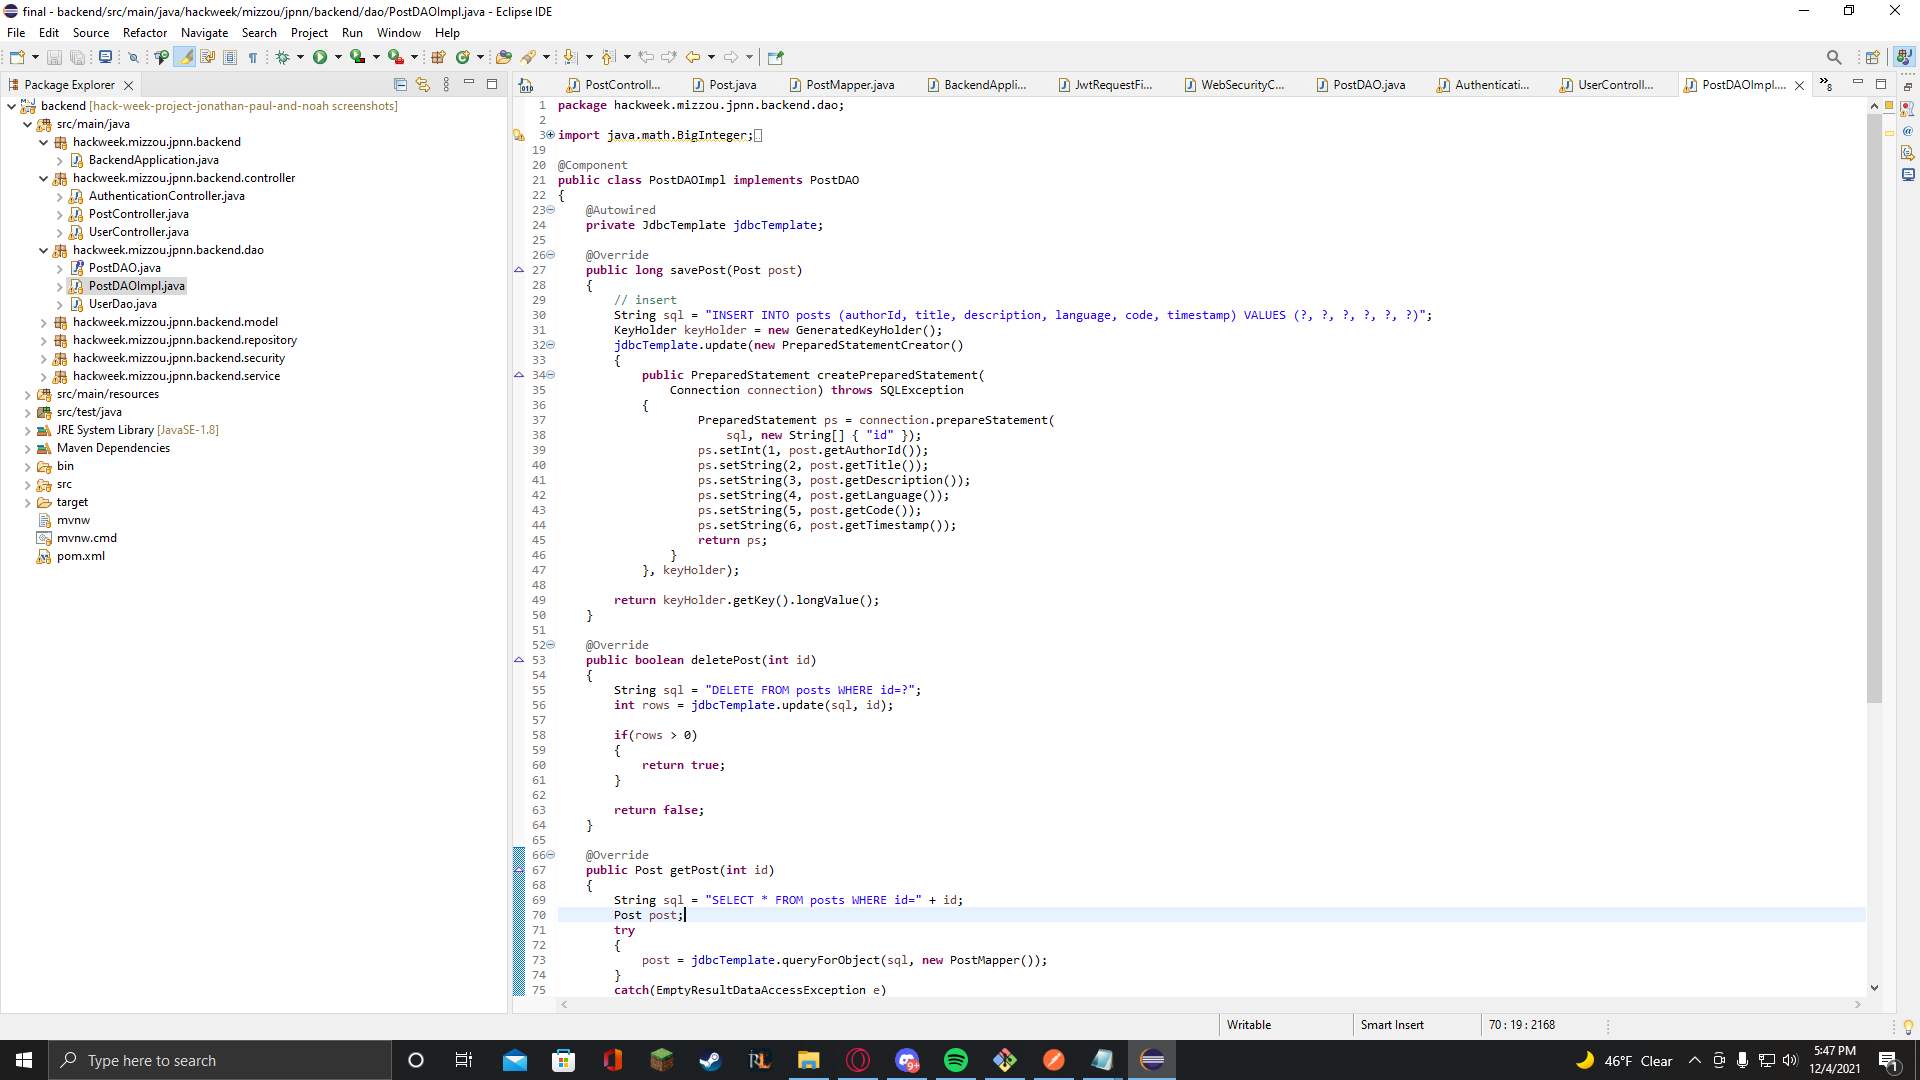 final - backend/src/main/java/hackweek/mizzou/jpnn/backend/dao/PostDAOImpl.java - Eclipse IDE
File Edit Source Refactor Navigate Search Project Run Window Help
Package Explorer
backend [hack-week-project-jonathan-paul-and-noah screenshots]
src/main/java
hackweek.mizzou.jpnn.backend
BackendApplication.java
hackweek.mizzou.jpnn.backend.controller
AuthenticationController.java
PostController.java
UserController.java
hackweek.mizzou.jpnn.backend.dao
PostDAO.java
PostDAOImpl.java
UserDao.java
hackweek.mizzou.jpnn.backend.model
hackweek.mizzou.jpnn.backend.repository
hackweek.mizzou.jpnn.backend.security
hackweek.mizzou.jpnn.backend.service
src/main/resources
src/test/java
JRE System Library [JavaSE-1.8]
Maven Dependencies
bin
src
target
mvnw
mvnw.cmd
pom.xml
PostControll... Post.java PostMapper.java BackendAppli... JwtRequestFi... WebSecurityC... PostDAO.java Authenticati... UserControll... PostDAOImpl.... 8
1 package hackweek.mizzou.jpnn.backend.dao;
2
3 import java.math.BigInteger;
19
20 @Component
21 public class PostDAOImpl implements PostDAO
22 {
23 @Autowired
24 private JdbcTemplate jdbcTemplate;
25
26 @Override
27 public long savePost(Post post)
28 {
29 // insert
30 String sql = "INSERT INTO posts (authorId, title, description, language, code, timestamp) VALUES (?, ?, ?, ?, ?, ?)";
31 KeyHolder keyHolder = new GeneratedKeyHolder();
32 jdbcTemplate.update(new PreparedStatementCreator()
33 {
34 public PreparedStatement createPreparedStatement(
35 Connection connection) throws SQLException
36 {
37 PreparedStatement ps = connection.prepareStatement(
38 sql, new String[] { "id" });
39 ps.setInt(1, post.getAuthorId());
40 ps.setString(2, post.getTitle());
41 ps.setString(3, post.getDescription());
42 ps.setString(4, post.getLanguage());
43 ps.setString(5, post.getCode());
44 ps.setString(6, post.getTimestamp());
45 return ps;
46 }
47 }, keyHolder);
48
49 return keyHolder.getKey().longValue();
50 }
51
52 @Override
53 public boolean deletePost(int id)
54 {
55 String sql = "DELETE FROM posts WHERE id=?";
56 int rows = jdbcTemplate.update(sql, id);
57
58 if(rows > 0)
59 {
60 return true;
61 }
62
63 return false;
64 }
65
66 @Override
67 public Post getPost(int id)
68 {
69 String sql = "SELECT * FROM posts WHERE id=" + id;
70 Post post;
71 try
72 {
73 post = jdbcTemplate.queryForObject(sql, new PostMapper());
74 }
75 catch(EmptyResultDataAccessException e)
Writable Smart Insert 70 : 19 : 2168
Type here to search
RL
9+
46°F Clear
5:47 PM
12/4/2021
1